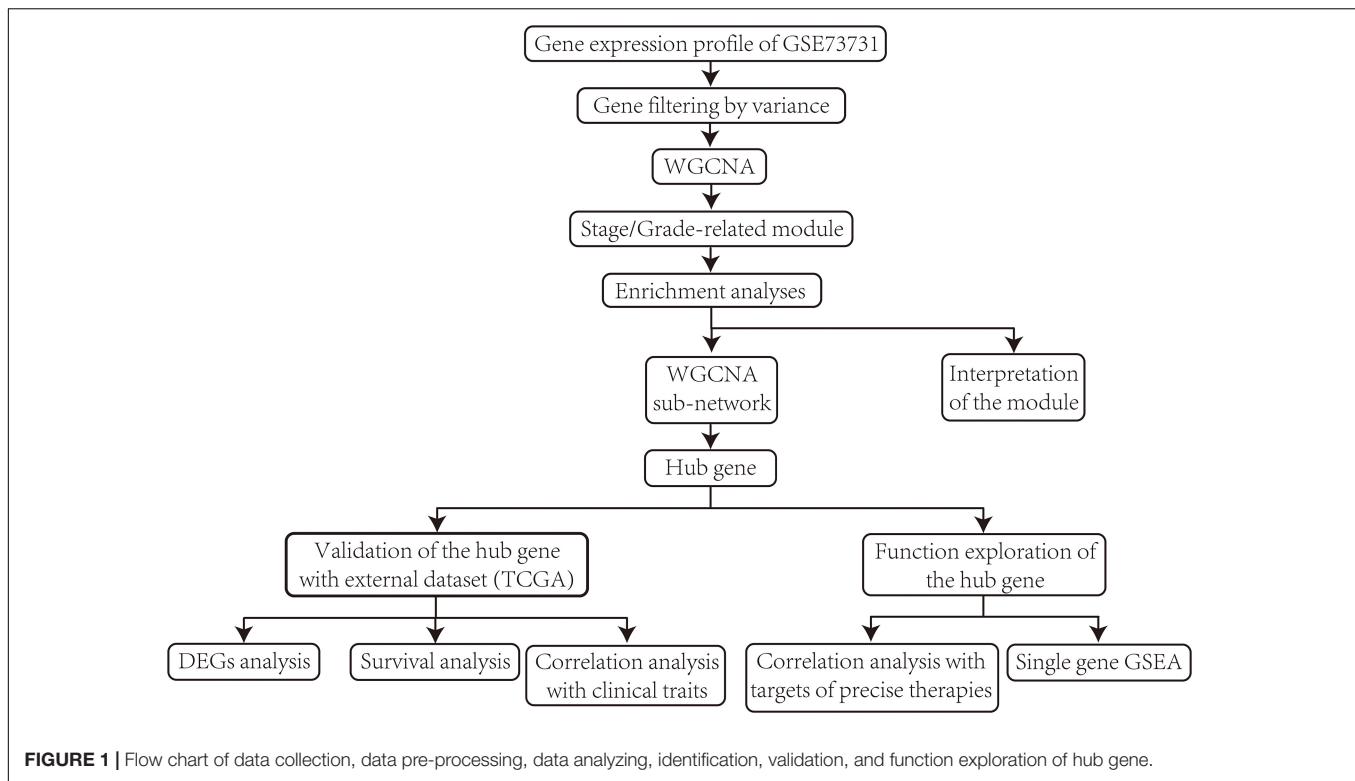 Gene expression profile of GSE73731
Gene filtering by variance
WGCNA
Stage/Grade-related module
Enrichment analyses
WGCNA
sub-network
Interpretation
of the module
Hub gene
Validation of the hub gene
with external dataset (TCGA)
Function exploration of
the hub gene
DEGs analysis
Survival analysis
Correlation analysis
with clinical traits
Correlation analysis with
targets of precise therapies
Single gene GSEA
FIGURE 1 | Flow chart of data collection, data pre-processing, data analyzing, identification, validation, and function exploration of hub gene.